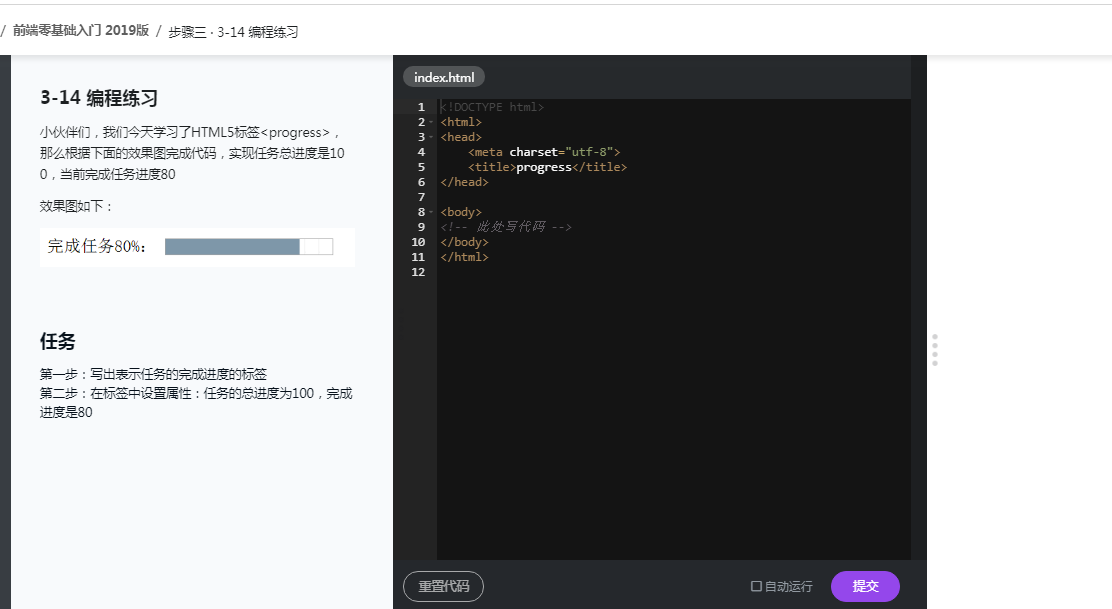 / 前端零基础入门 2019版 / 步骤三 · 3-14 编程练习
3-14 编程练习
小伙伴们，我们今天学习了HTML5标签<progress>，
那么根据下面的效果图完成代码，实现任务总进度是10
0，当前完成任务进度80
效果图如下：
完成任务80%：
任务
第一步：写出表示任务的完成进度的标签
第二步：在标签中设置属性：任务的总进度为100，完成
进度是80
index.html
1 <!DOCTYPE html>
2 <html>
3 <head>
4     <meta charset="utf-8">
5     <title>progress</title>
6 </head>
7
8 <body>
9 <!-- 此处写代码 -->
10 </body>
11 </html>
12
重置代码
自动运行
提交